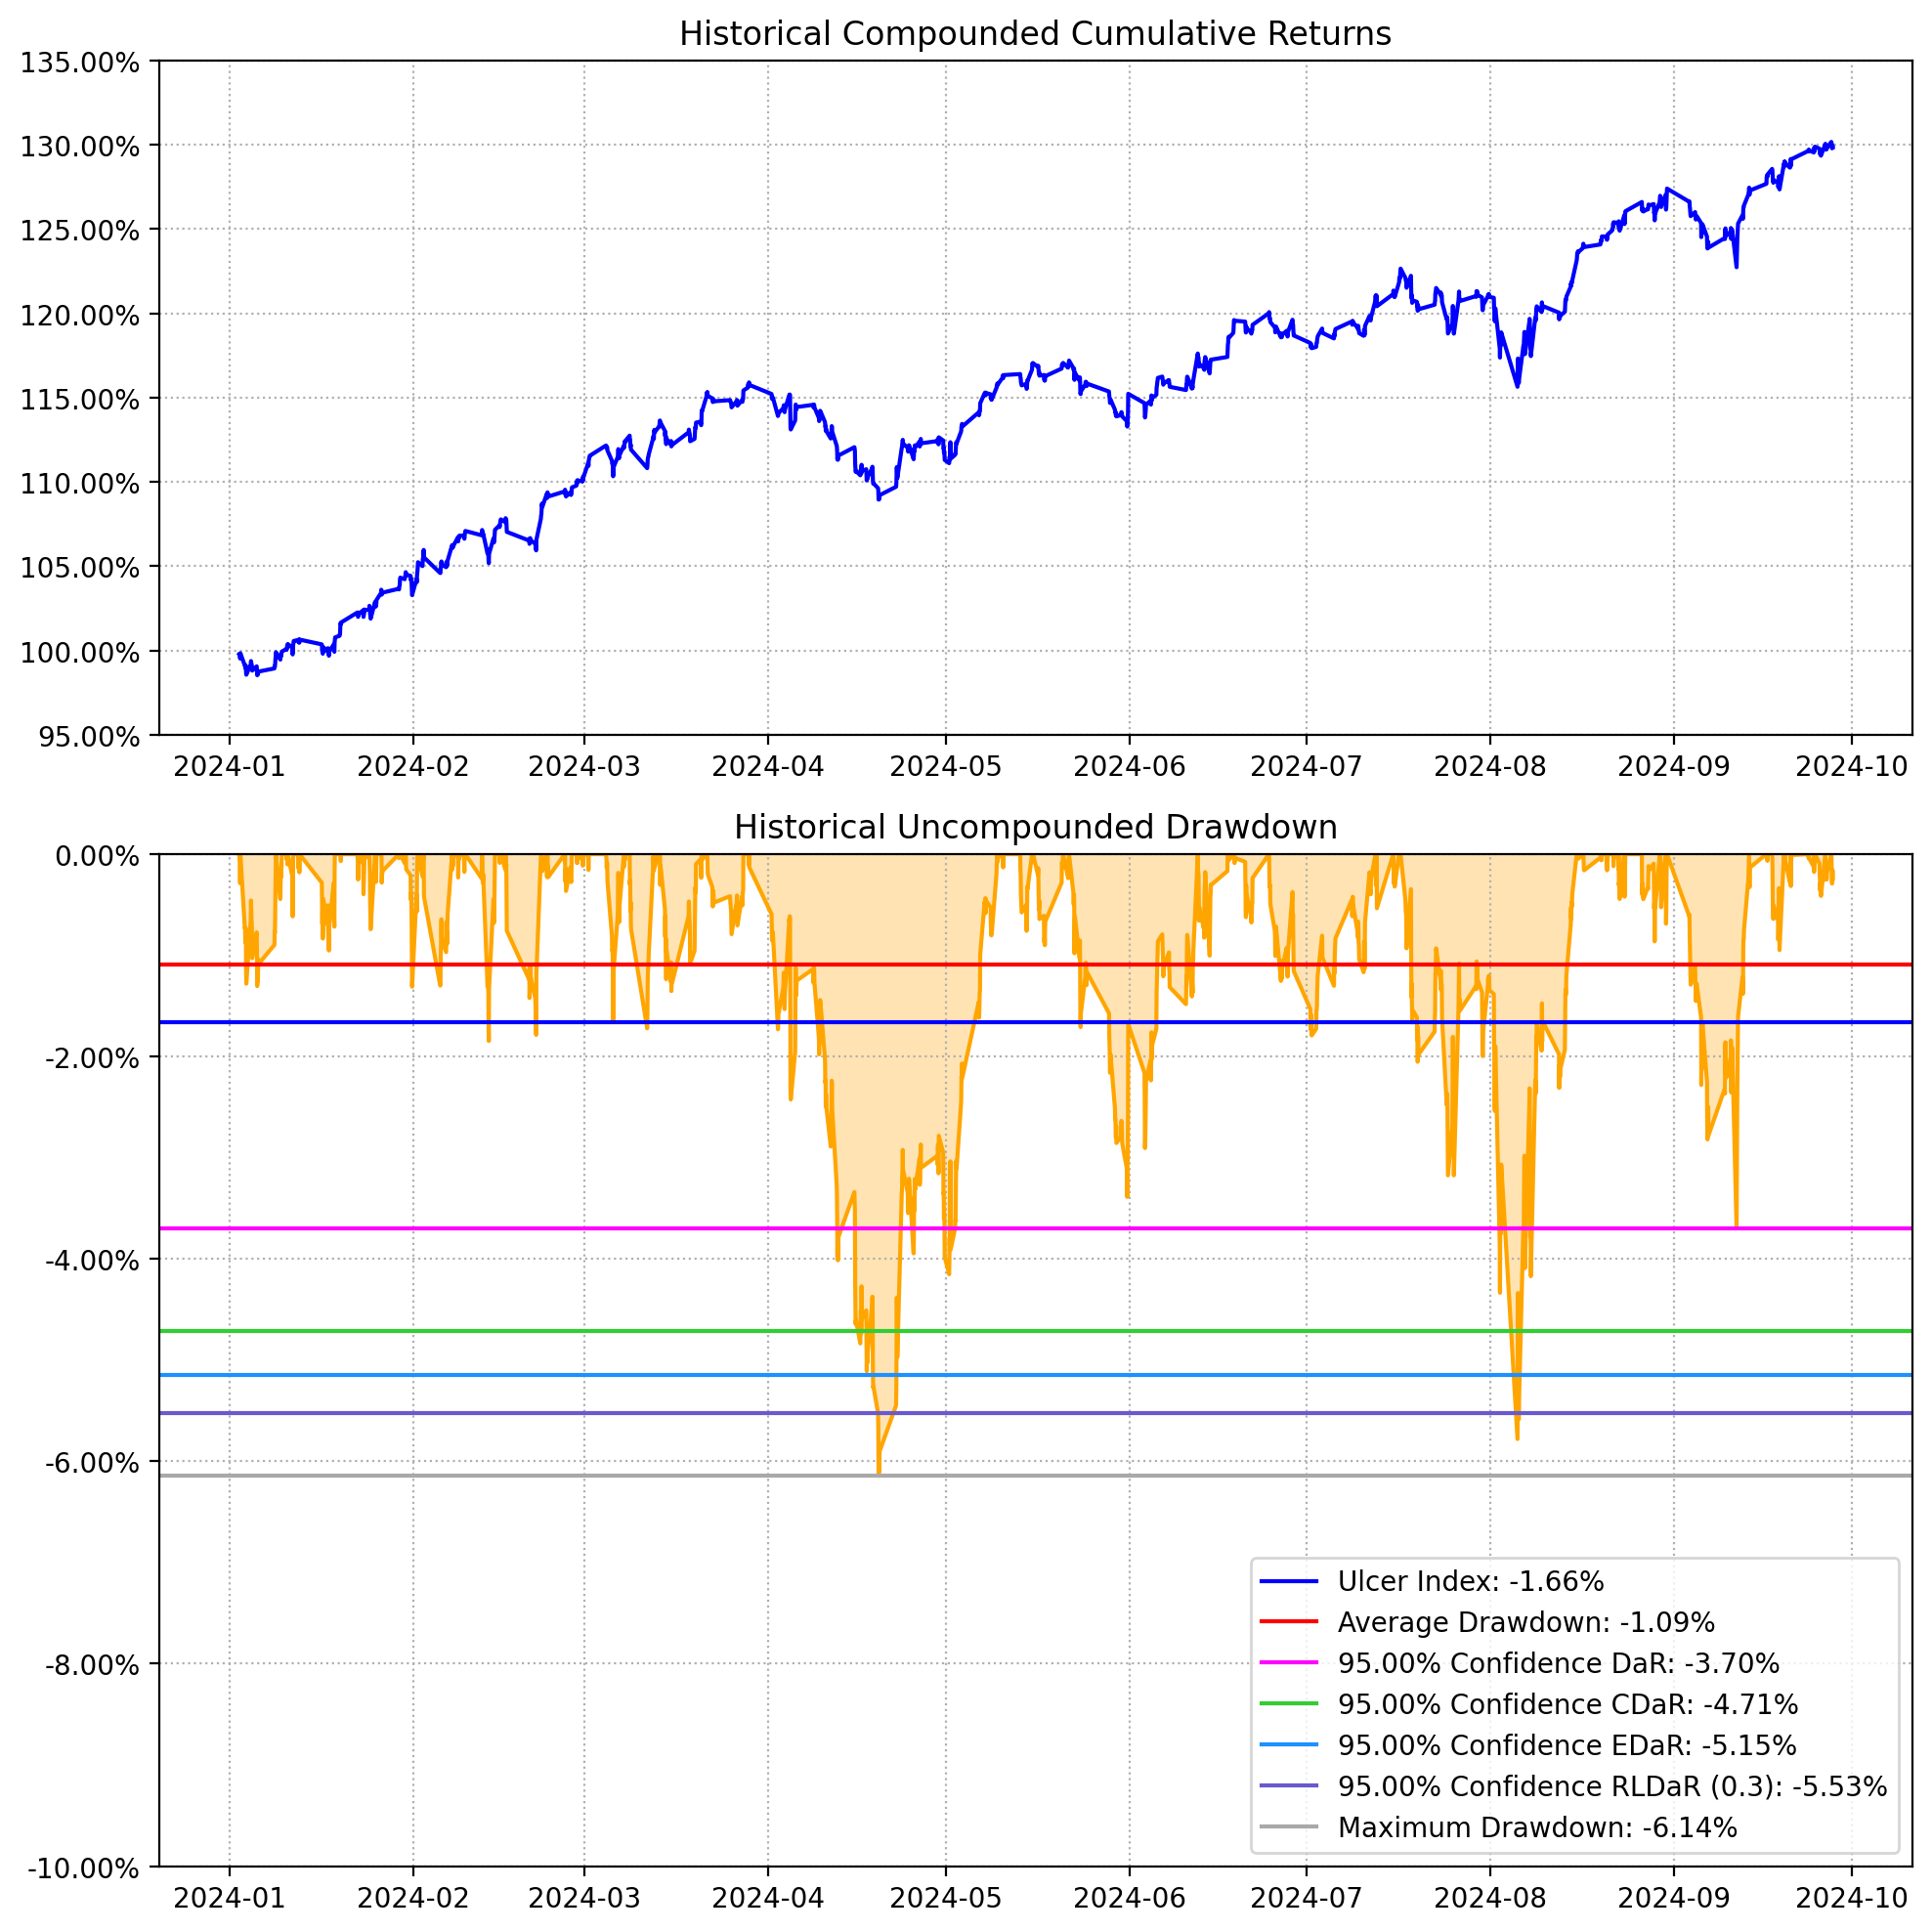 Historical Compounded Cumulative Returns
135.00%
130.00%
125.00%
120.00%
115.00%
110.00%
105.00%
100.00%
95.00%
2024-01 2024-02 2024-03 2024-04 2024-05 2024-06 2024-07 2024-08 2024-09 2024-10
Historical Uncompounded Drawdown
0.00%
-2.00%
-4.00%
-6.00%
-8.00%
-10.00%
Ulcer Index: -1.66%
Average Drawdown: -1.09%
95.00% Confidence DaR: -3.70%
95.00% Confidence CDaR: -4.71%
95.00% Confidence EDaR: -5.15%
95.00% Confidence RLDaR (0.3): -5.53%
Maximum Drawdown: -6.14%
2024-01 2024-02 2024-03 2024-04 2024-05 2024-06 2024-07 2024-08 2024-09 2024-10